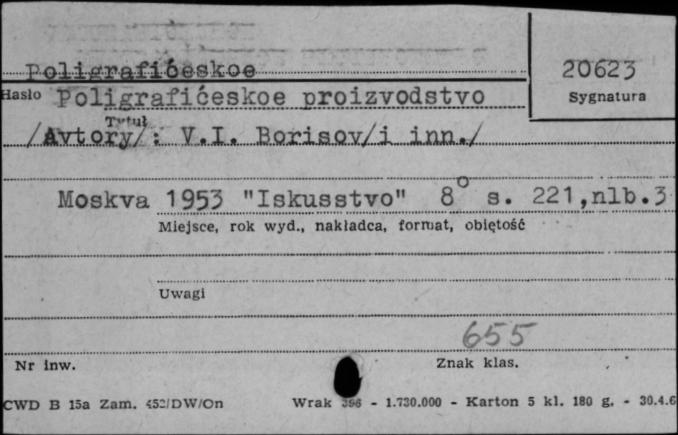 Poligrafićeskoe
20623
Hasło Poligrafićeskoe proizvodstvo
Sygnatura
Tytuł
/Avtory/: V.I. Borisov/i inn./
Moskva 1953 "Iskusstvo" 8° s. 221,nlb.3
Miejsce, rok wyd., nakładca, format, objętość
Uwagi
655
Nr inw.
Znak klas.
CWD B 15a Zam. 452/DW/On Wrak 396 - 1.730.000 - Karton 5 kl. 180 g. - 30.4.6